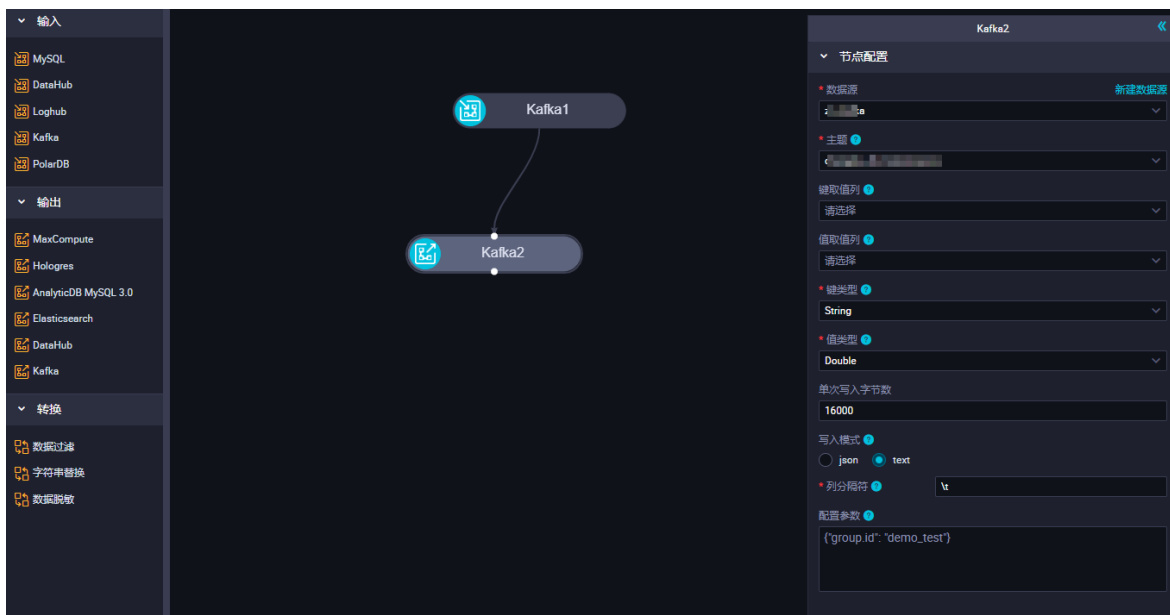 输入
MySQL
DataHub
Loghub
Kafka
PolarDB
输出
MaxCompute
Hologres
AnalyticDB MySQL 3.0
Elasticsearch
DataHub
Kafka
转换
数据过滤
字符串替换
数据脱敏
Kafka1
Kafka2
Kafka2
节点配置
* 数据源 新建数据源
* 主题
键取值列
请选择
值取值列
请选择
* 键类型
String
* 值类型
Double
单次写入字节数
16000
写入模式
json text
* 列分隔符 \t
配置参数
{"group.id": "demo_test"}